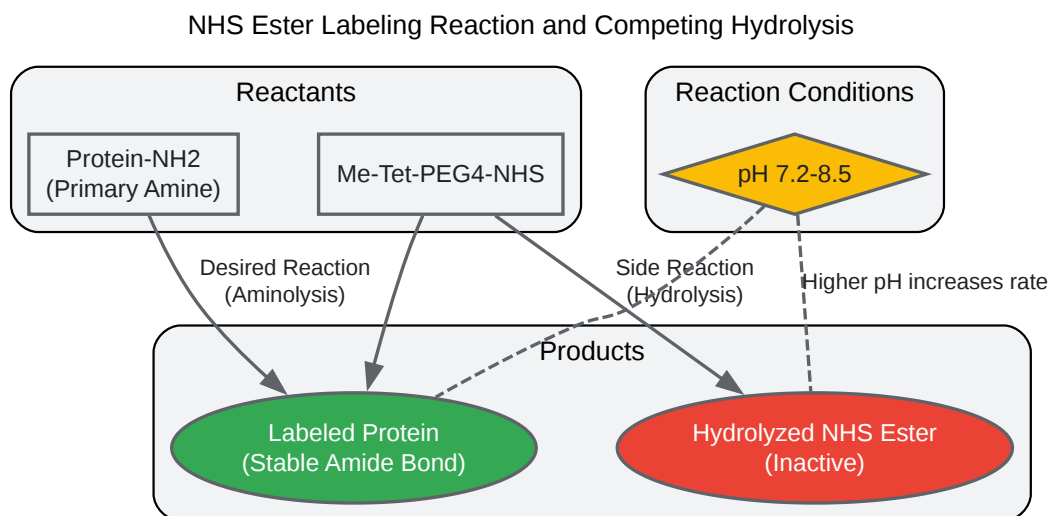 NHS Ester Labeling Reaction and Competing Hydrolysis
Reactants
Reaction Conditions
Protein-NH2
(Primary Amine)
Me-Tet-PEG4-NHS
pH 7.2-8.5
Desired Reaction
(Aminolysis)
Side Reaction
(Hydrolysis)
Higher pH increases rate
Products
Labeled Protein
(Stable Amide Bond)
Hydrolyzed NHS Ester
(Inactive)